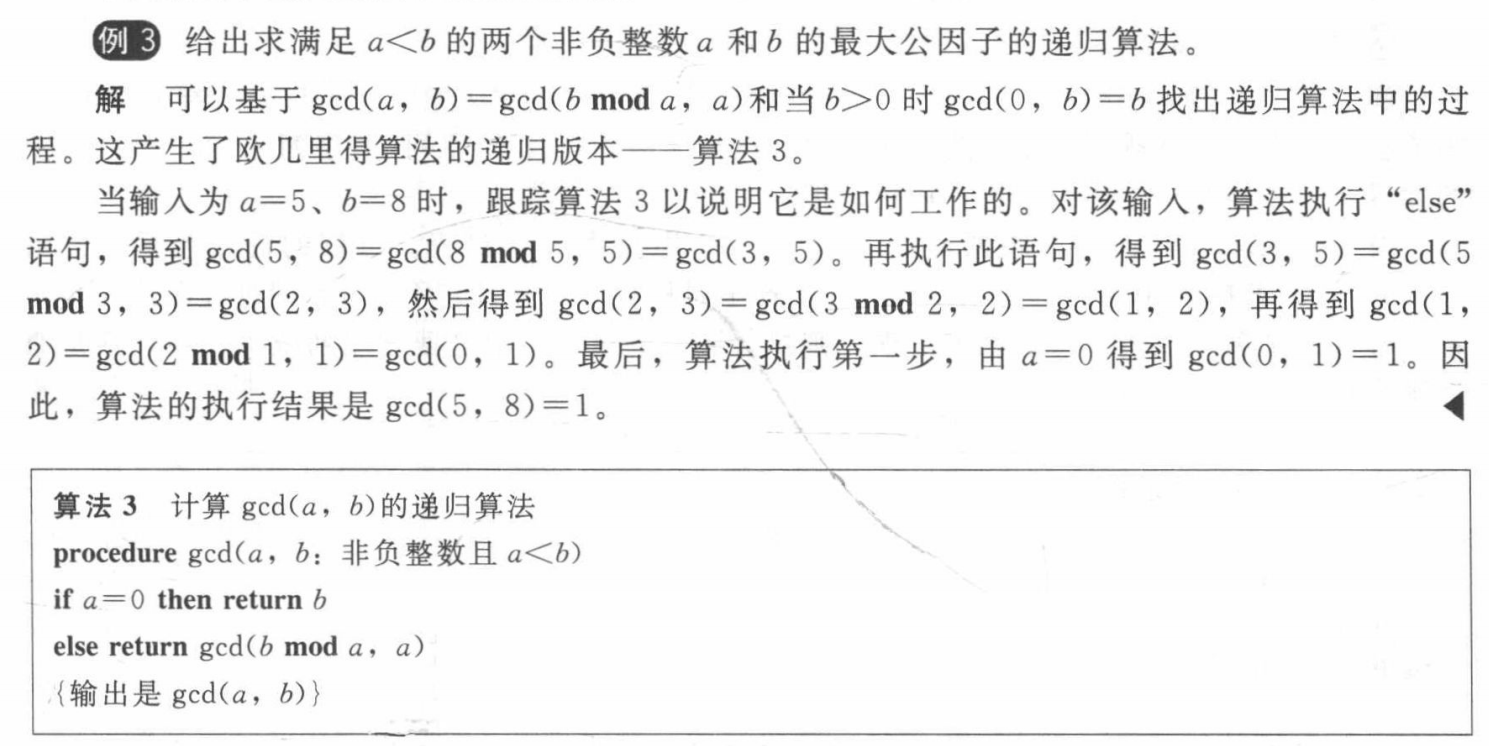 例 3 给出求满足 a<b 的两个非负整数 a 和 b 的最大公因子的递归算法。
解 可以基于 gcd(a, b)=gcd(b mod a, a)和当 b>0 时 gcd(0, b)=b 找出递归算法中的过
程。这产生了欧几里得算法的递归版本——算法 3。
当输入为 a=5、b=8 时，跟踪算法 3 以说明它是如何工作的。对该输入，算法执行“else”
语句，得到 gcd(5, 8)=gcd(8 mod 5, 5)=gcd(3, 5)。再执行此语句，得到 gcd(3, 5)=gcd(5
mod 3, 3)=gcd(2, 3)，然后得到 gcd(2, 3)=gcd(3 mod 2, 2)=gcd(1, 2)，再得到 gcd(1,
2)=gcd(2 mod 1, 1)=gcd(0, 1)。最后，算法执行第一步，由 a=0 得到 gcd(0, 1)=1。因
此，算法的执行结果是 gcd(5, 8)=1。
算法 3 计算 gcd(a, b)的递归算法
procedure gcd(a, b: 非负整数且 a<b)
if a=0 then return b
else return gcd(b mod a, a)
{输出是 gcd(a, b)}